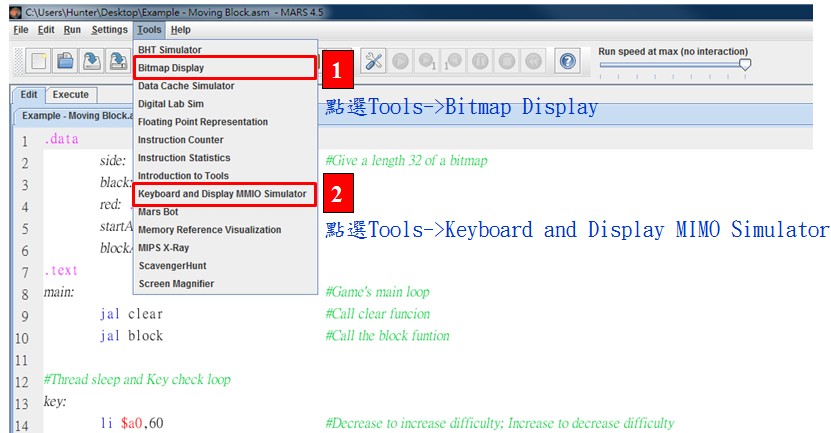 C:\Users\Hunter\Desktop\Example - Moving Block.asm - MARS 4.5
File Edit Run Settings Tools Help
Run speed at max (no interaction)
BHT Simulator
Bitmap Display
Data Cache Simulator
Digital Lab Sim
Floating Point Representation
Instruction Counter
Instruction Statistics
Introduction to Tools
Keyboard and Display MMIO Simulator
Mars Bot
Memory Reference Visualization
MIPS X-Ray
ScavengerHunt
Screen Magnifier
1
點選Tools->Bitmap Display
2
點選Tools->Keyboard and Display MIMO Simulator
Edit Execute
Example - Moving Block.a
1 .data
2 side: #Give a length 32 of a bitmap
3 black:
4 red:
5 startA
6 blockA
7 .text
8 main: #Game's main loop
9 jal clear #Call clear funcion
10 jal block #Call the block funtion
11
12 #Thread sleep and Key check loop
13 key:
14 li $a0,60 #Decrease to increase difficulty; Increase to decrease difficulty